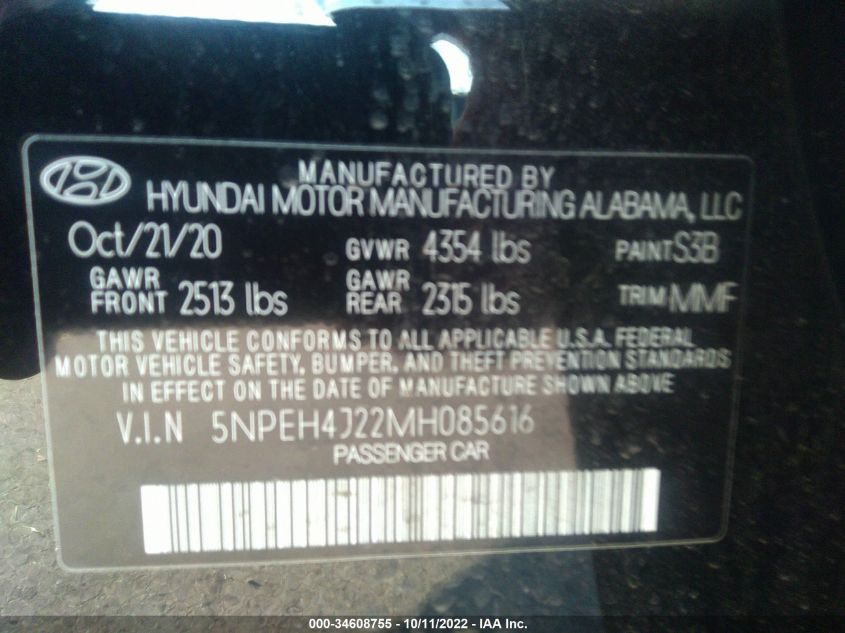 MANUFACTURED BY
HYUNDAI MOTOR MANUFACTURING ALABAMA, LLC
Oct/21/20 GVWR 4354 lbs PAINT S3B
GAWR FRONT 2513 lbs GAWR REAR 2315 lbs TRIM MMF
THIS VEHICLE CONFORMS TO ALL APPLICABLE U.S.A. FEDERAL
MOTOR VEHICLE SAFETY, BUMPER, AND THEFT PREVENTION STANDARDS
IN EFFECT ON THE DATE OF MANUFACTURE SHOWN ABOVE
V.I.N 5NPEH4J22MH085616
PASSENGER CAR
000-34608755 - 10/11/2022 - IAA Inc.